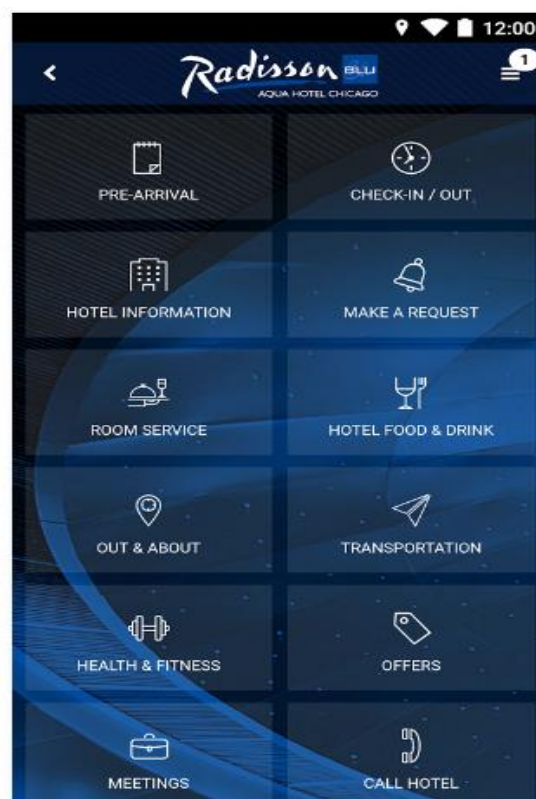 12:00
1
Radisson BLU
AQUA HOTEL CHICAGO
PRE-ARRIVAL
CHECK-IN / OUT
HOTEL INFORMATION
MAKE A REQUEST
ROOM SERVICE
HOTEL FOOD & DRINK
OUT & ABOUT
TRANSPORTATION
HEALTH & FITNESS
OFFERS
MEETINGS
CALL HOTEL